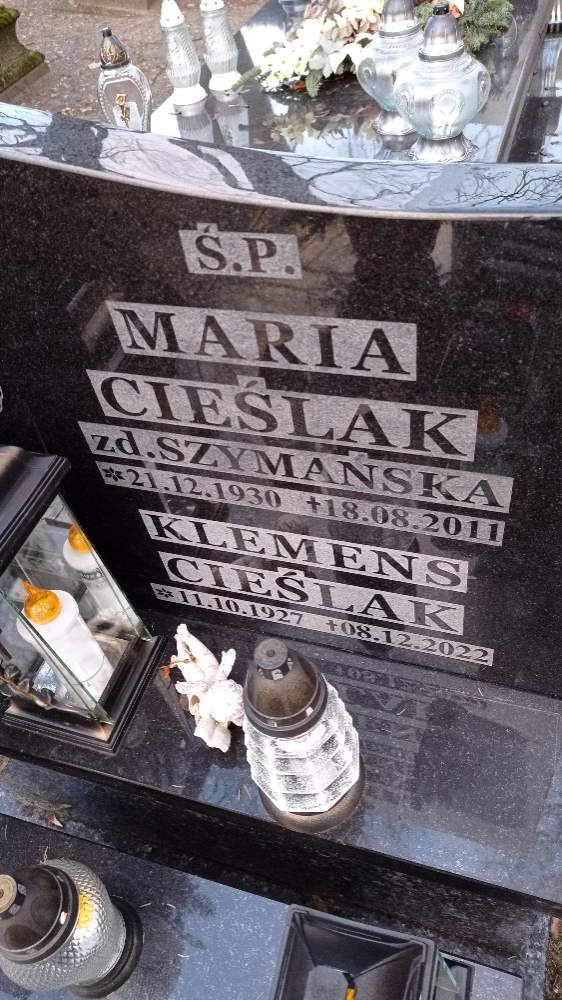 Ś.P.
MARIA
CIEŚLAK
zd.SZYMAŃSKA
*21.12.1930 †18.08.2011
KLEMENS
CIEŚLAK
*11.10.1927 †08.12.2022